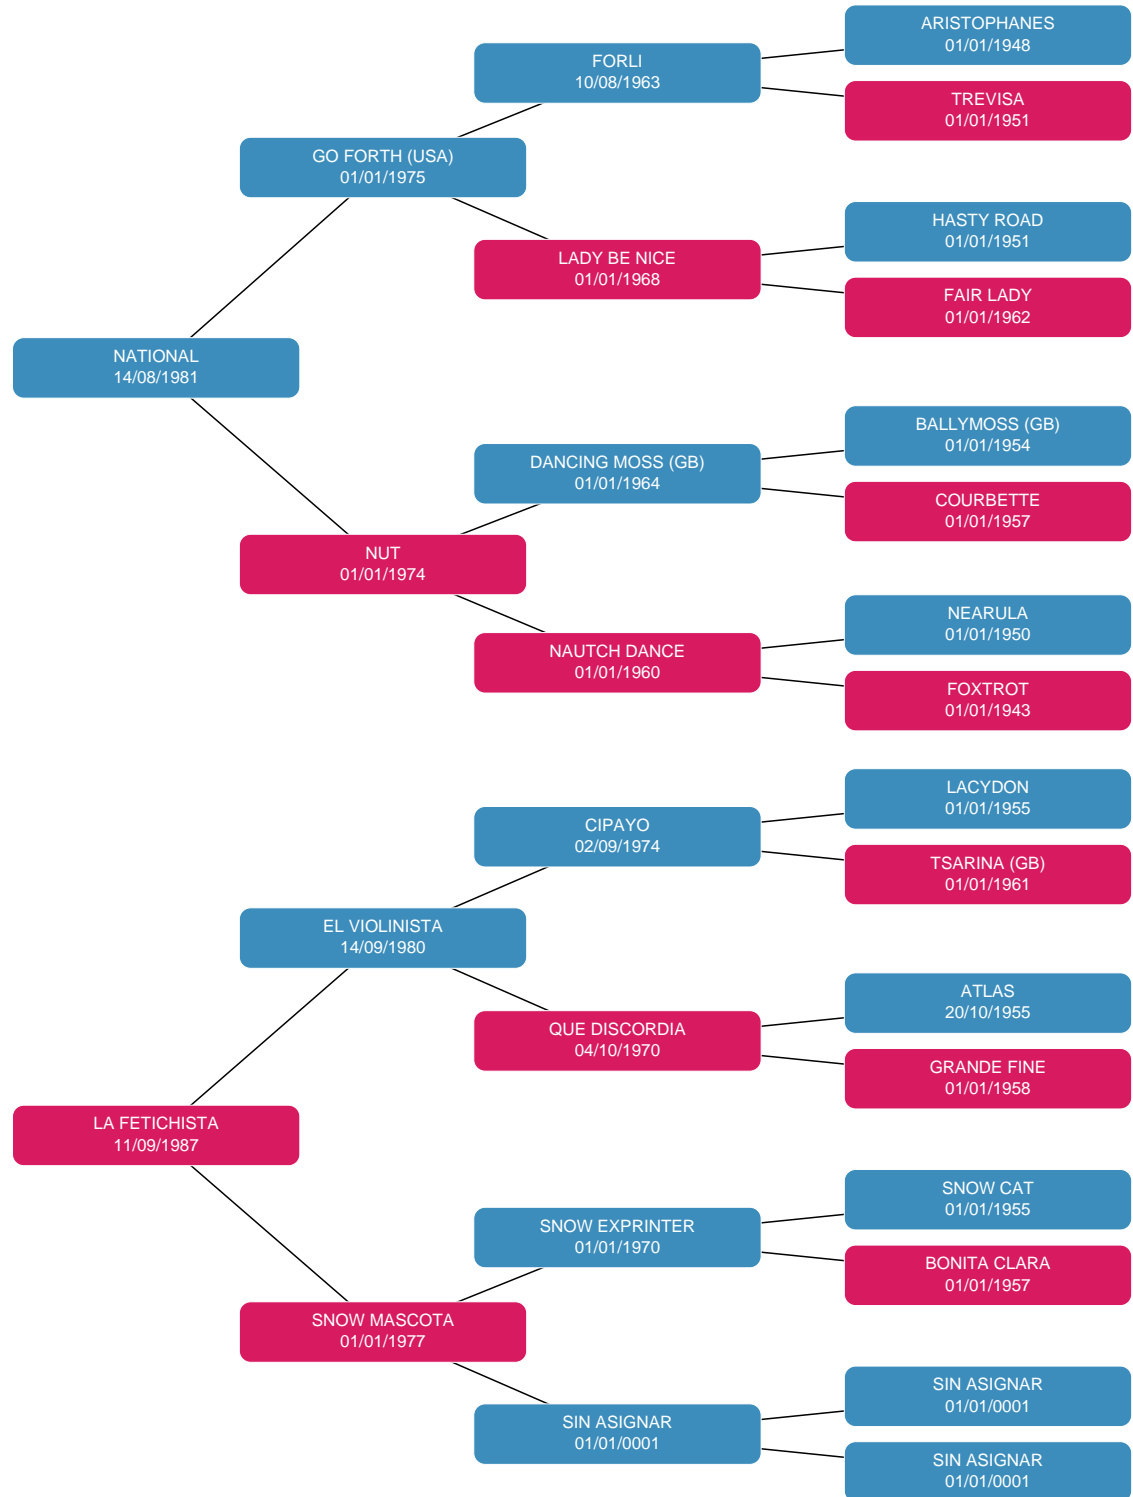 ARISTOPHANES
01/01/1948
FORLI
10/08/1963
TREVISA
01/01/1951
GO FORTH (USA)
01/01/1975
HASTY ROAD
01/01/1951
LADY BE NICE
01/01/1968
FAIR LADY
01/01/1962
NATIONAL
14/08/1981
BALLYMOSS (GB)
01/01/1954
DANCING MOSS (GB)
01/01/1964
COURBETTE
01/01/1957
NUT
01/01/1974
NEARULA
01/01/1950
NAUTCH DANCE
01/01/1960
FOXTROT
01/01/1943
LACYDON
01/01/1955
CIPAYO
02/09/1974
TSARINA (GB)
01/01/1961
EL VIOLINISTA
14/09/1980
ATLAS
20/10/1955
QUE DISCORDIA
04/10/1970
GRANDE FINE
01/01/1958
LA FETICHISTA
11/09/1987
SNOW CAT
01/01/1955
SNOW EXPRINTER
01/01/1970
BONITA CLARA
01/01/1957
SNOW MASCOTA
01/01/1977
SIN ASIGNAR
01/01/0001
SIN ASIGNAR
01/01/0001
SIN ASIGNAR
01/01/0001